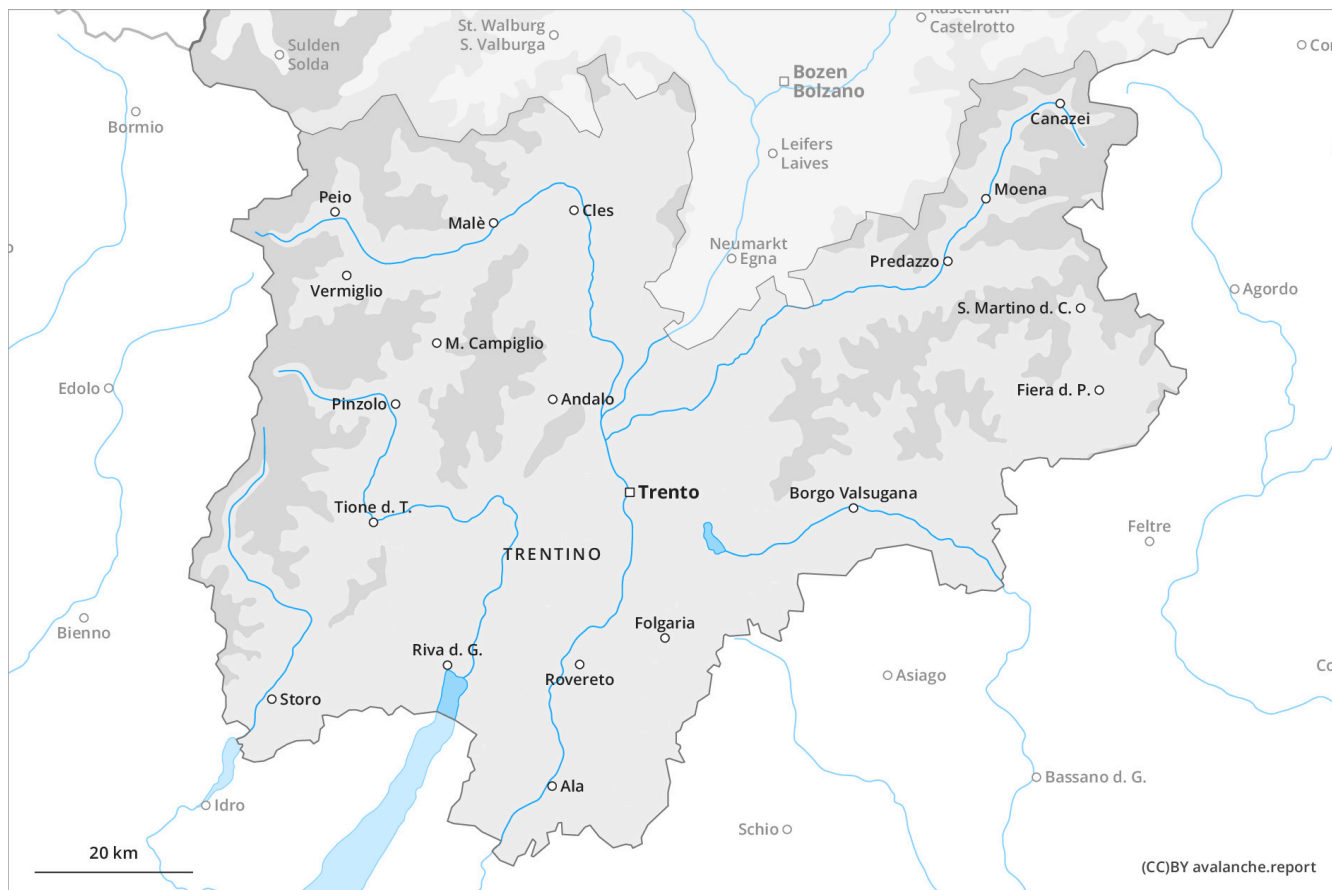 Kastelruth
Castelrotto
St. Walburg
S. Valburga
Sulden
Solda
Bozen
Bolzano
Canazei
Bormio
Leifers
Laives
Moena
Peio
Malè
Cles
Neumarkt
Egna
Predazzo
Vermiglio
Agordo
S. Martino d. C.
M. Campiglio
Edolo
Fiera d. P.
Pinzolo
Andalo
Trento
Borgo Valsugana
Tione d. T.
Feltre
TRENTINO
Bienno
Folgaria
Riva d. G.
Rovereto
Asiago
Storo
Bassano d. G.
Ala
Idro
Schio
20 km
(CC)BY avalanche.report